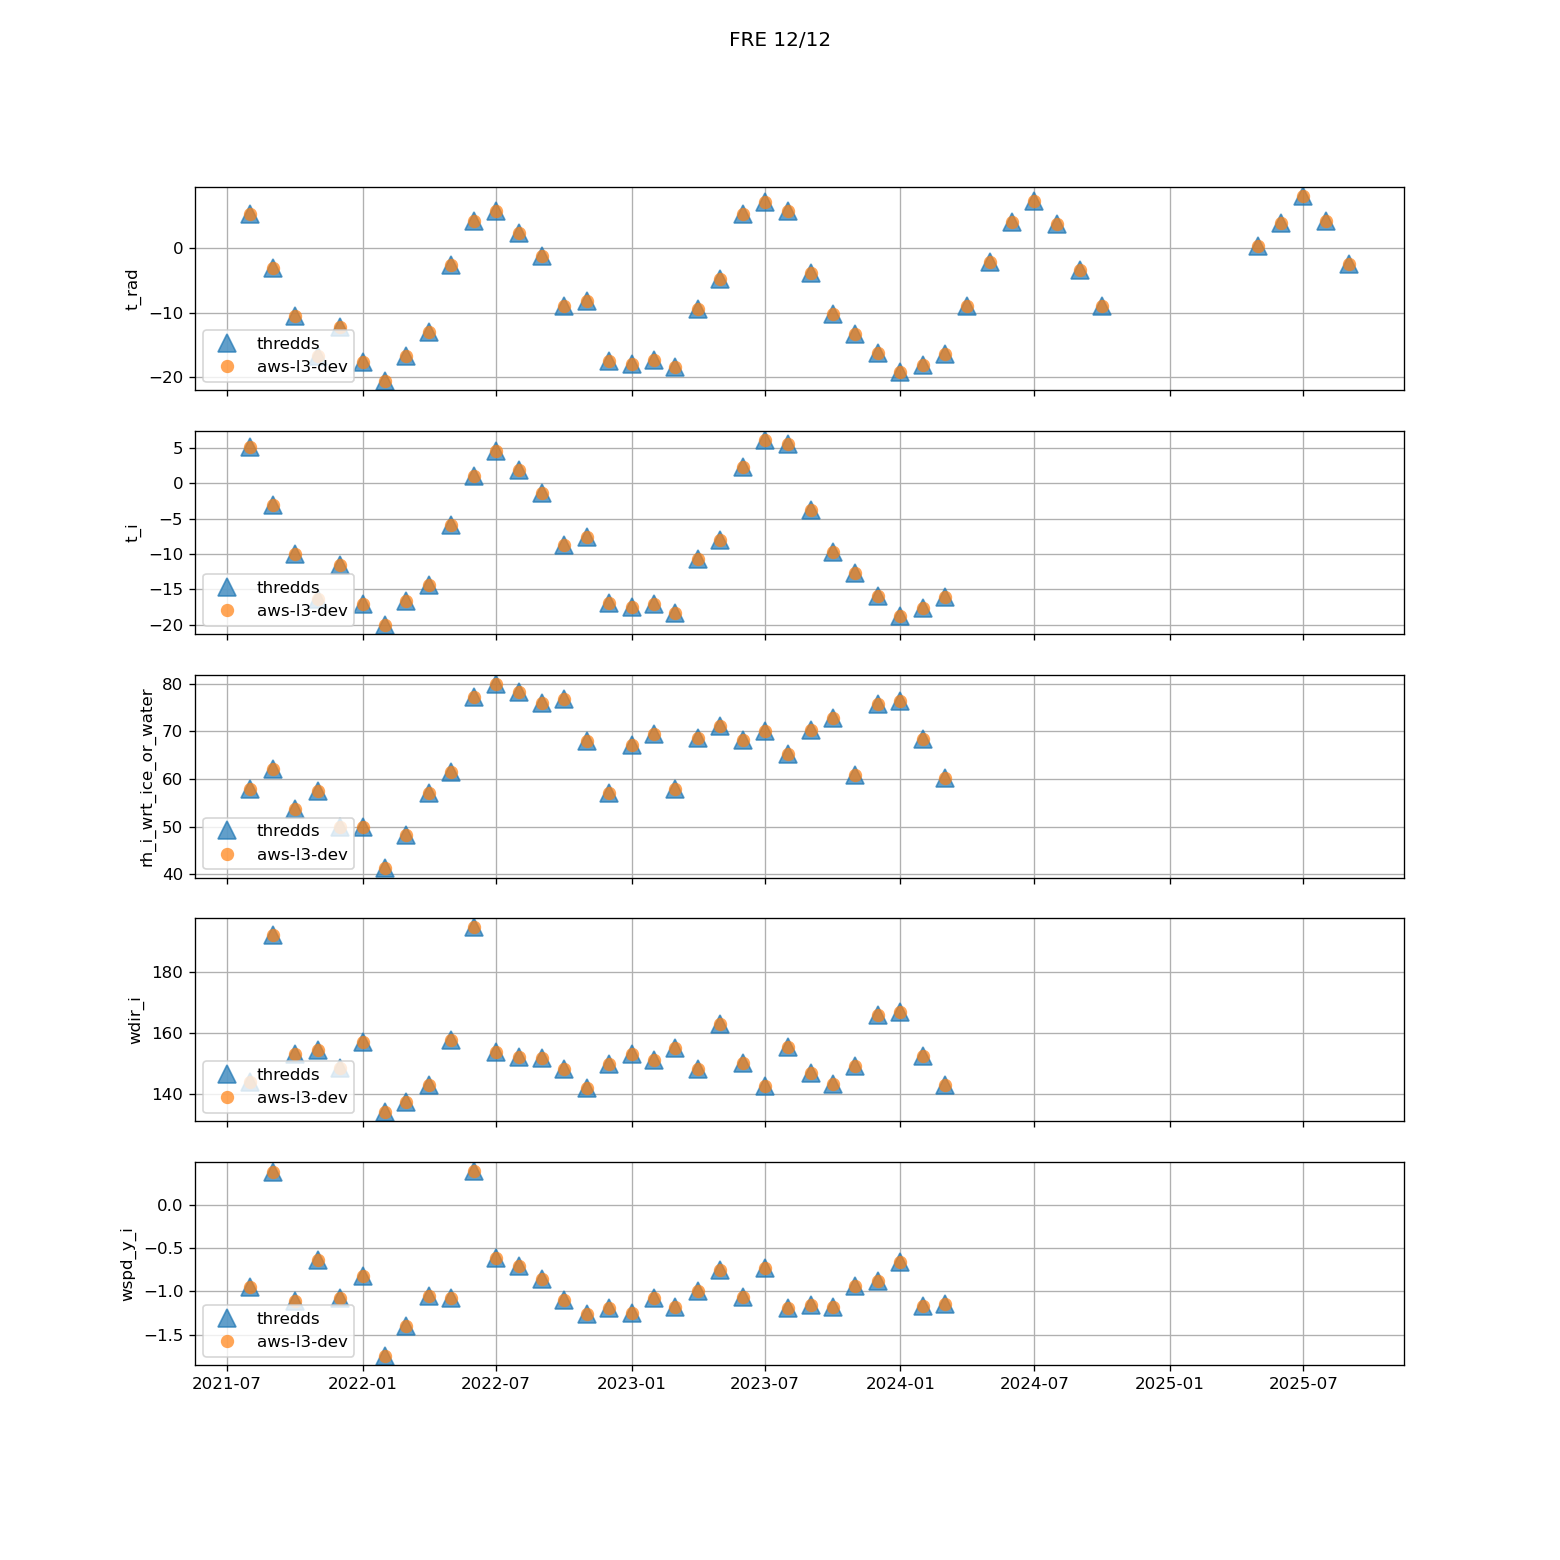 FRE 12/12
t_rad
0
−10
−20
thredds
aws-l3-dev
t_i
5
0
−5
−10
−15
−20
thredds
aws-l3-dev
rh_i_wrt_ice_or_water
80
70
60
50
40
thredds
aws-l3-dev
wdir_i
180
160
140
thredds
aws-l3-dev
wspd_y_i
0.0
−0.5
−1.0
−1.5
thredds
aws-l3-dev
2021-07 2022-01 2022-07 2023-01 2023-07 2024-01 2024-07 2025-01 2025-07